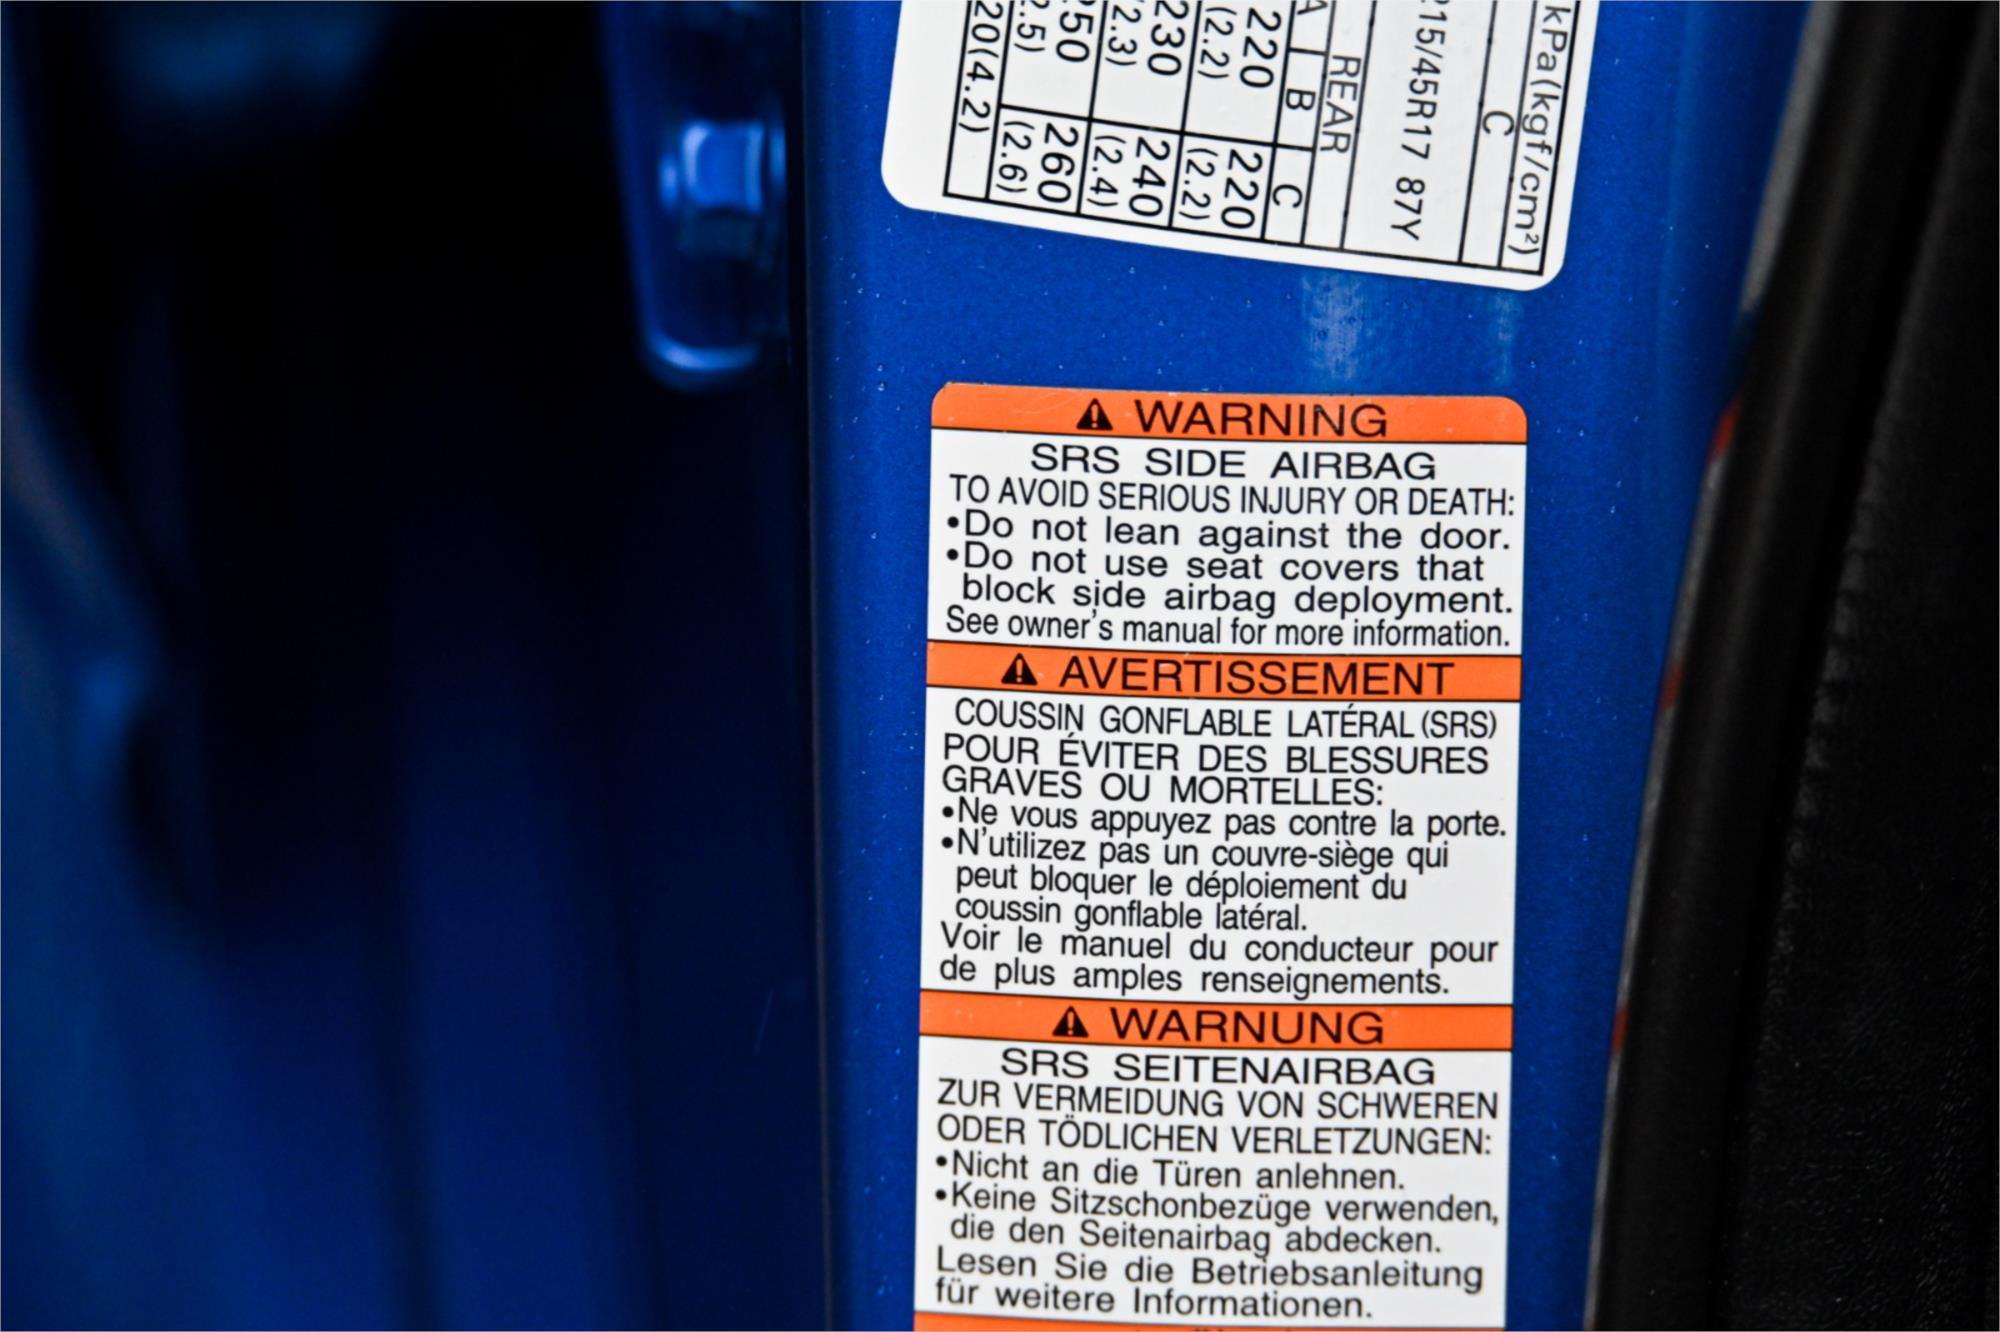 kPa(kgf/cm²)
C
215/45R17 87Y
REAR
A B C
220 220
(2.2) (2.2)
230 240
(2.3) (2.4)
250 260
(2.5) (2.6)
20(4.2)
WARNING
SRS SIDE AIRBAG
TO AVOID SERIOUS INJURY OR DEATH:
•Do not lean against the door.
•Do not use seat covers that
block side airbag deployment.
See owner's manual for more information.
AVERTISSEMENT
COUSSIN GONFLABLE LATÉRAL (SRS)
POUR ÉVITER DES BLESSURES
GRAVES OU MORTELLES:
•Ne vous appuyez pas contre la porte.
•N'utilizez pas un couvre-siège qui
peut bloquer le déploiement du
coussin gonflable latéral.
Voir le manuel du conducteur pour
de plus amples renseignements.
WARNUNG
SRS SEITENAIRBAG
ZUR VERMEIDUNG VON SCHWEREN
ODER TÖDLICHEN VERLETZUNGEN:
•Nicht an die Türen anlehnen.
•Keine Sitzschonbezüge verwenden,
die den Seitenairbag abdecken.
Lesen Sie die Betriebsanleitung
für weitere Informationen.